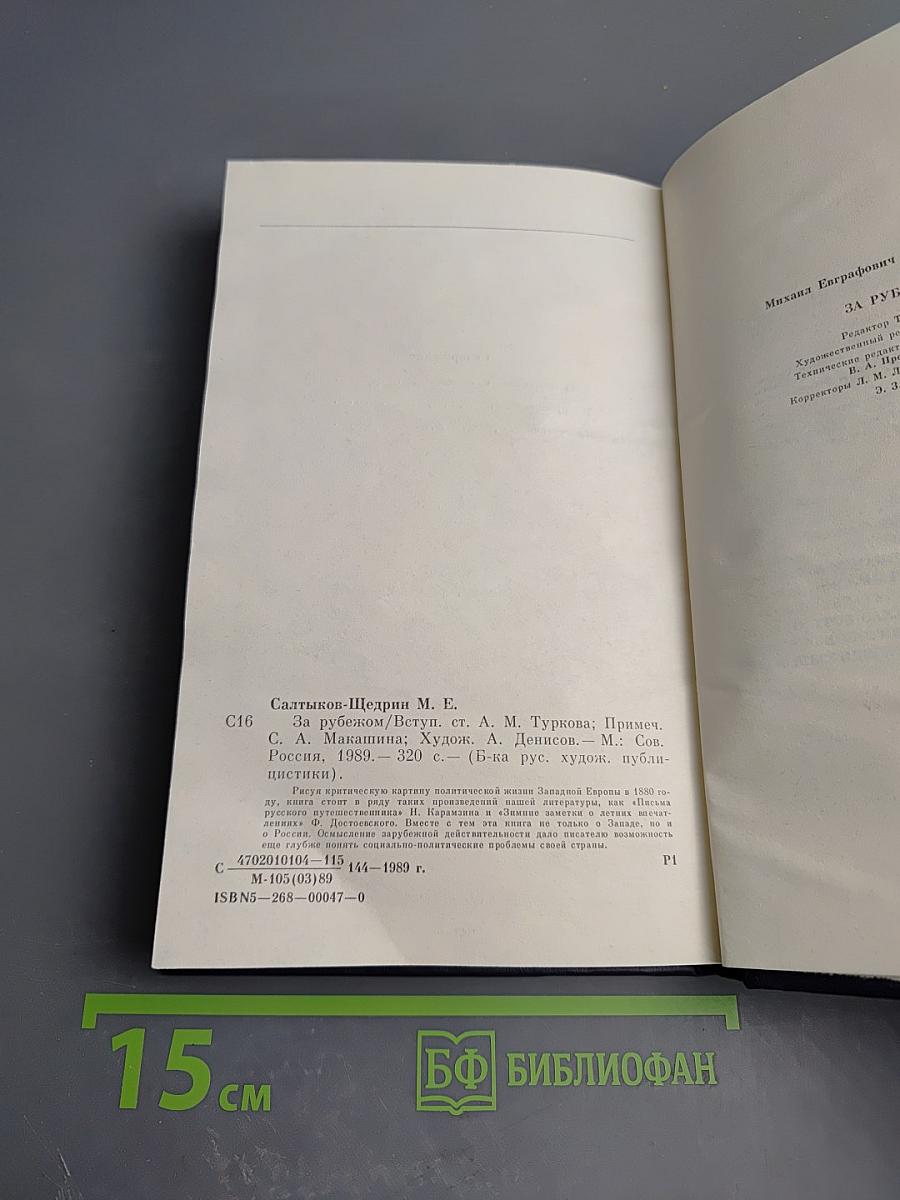 Салтыков-Щедрин М. Е.
С16 За рубежом/Вступ. ст. А. М. Туркова; Примеч.
С. А. Макашина; Худож. А. Денисов.— М.: Сов.
Россия, 1989.— 320 с.— (Б-ка рус. худож. публи-
цистики).
Рисуя критическую картину политической жизни Западной Европы в 1880 го-
ду, книга стоит в ряду таких произведений нашей литературы, как «Письма
русского путешественника» Н. Карамзина и «Зимние заметки о летних впечат-
лениях» Ф. Достоевского. Вместе с тем эта книга не только о Западе, но и
о России. Осмысление зарубежной действительности дало писателю возможность
еще глубже понять социально-политические проблемы своей страны.
С 4702010104—115
М-105(03)89
144—1989 г.
Р1
ISBN5—268—00047—0
Михаил Евграфович
ЗА РУБ
Редактор Т
Художественный ре
Технические редакт
В. А. Пре
Корректоры Л. М. Л
Э. З
15 см
БФ БИБЛИОФАН